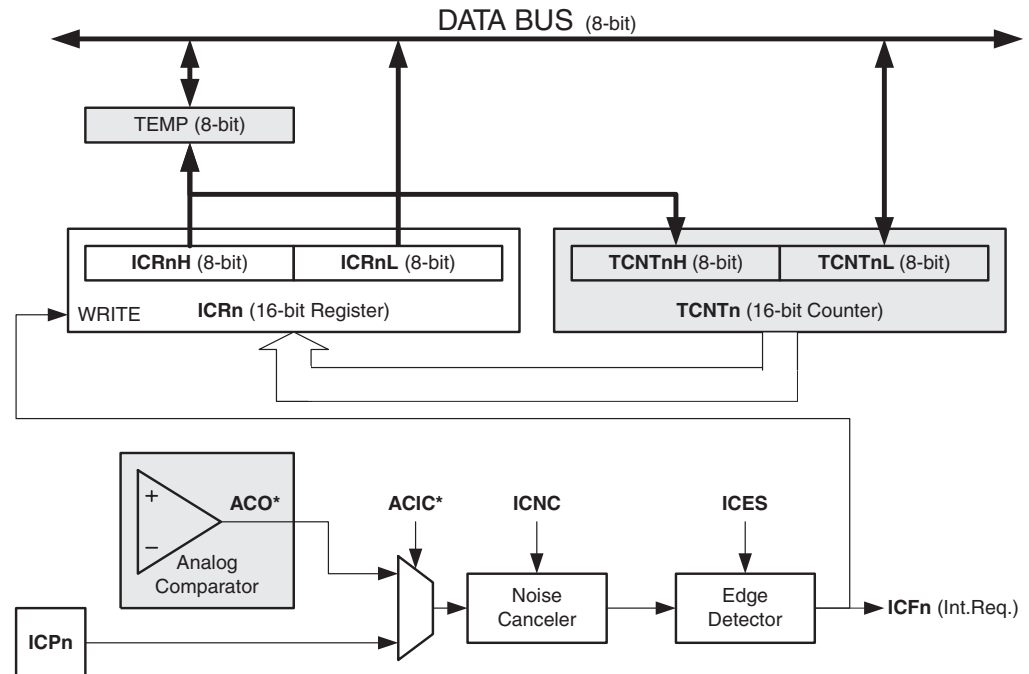 DATA BUS (8-bit)
TEMP (8-bit)
ICRnH (8-bit)
ICRnL (8-bit)
TCNTnH (8-bit)
TCNTnL (8-bit)
WRITE
ICRn (16-bit Register)
TCNTn (16-bit Counter)
+
−
ACO*
Analog
Comparator
ACIC*
ICNC
ICES
Noise
Canceler
Edge
Detector
ICFn (Int.Req.)
ICPn